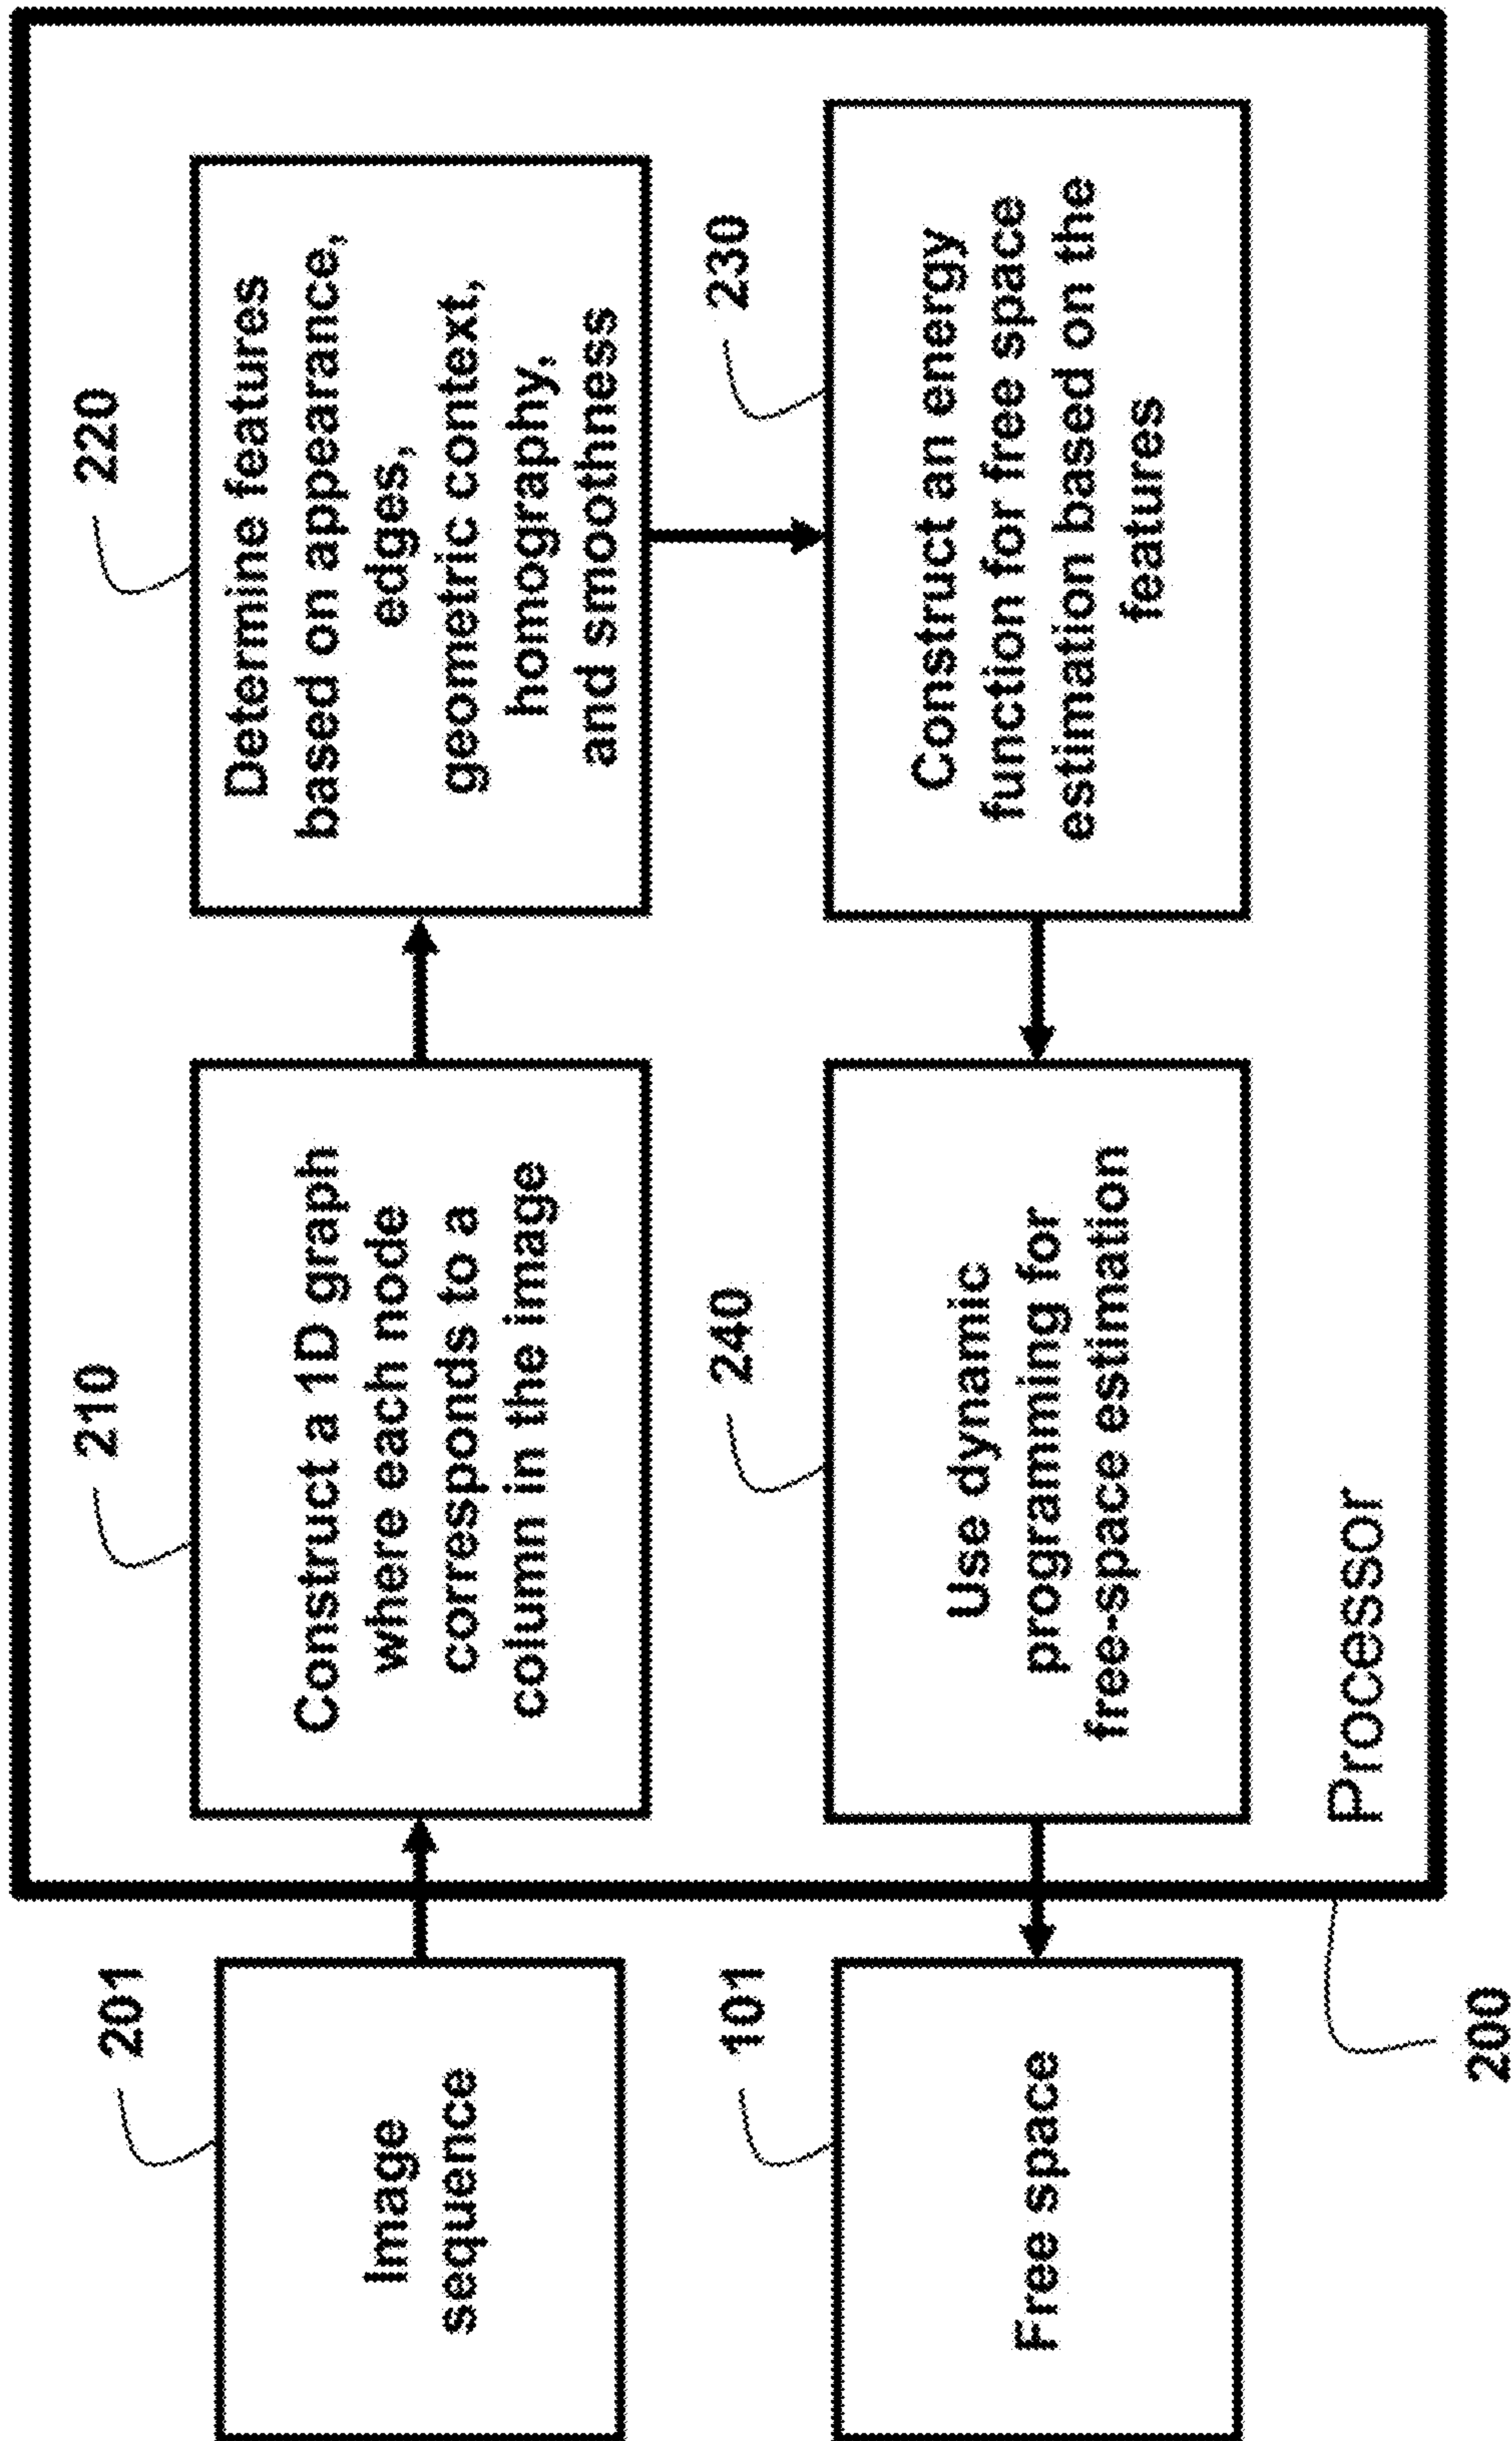 201
Image
sequence
210
Construct a 1D graph
where each node
corresponds to a
column in the image
220
Determine features
based on appearance,
edges,
geometric context,
homography,
and smoothness
230
Construct an energy
function for free space
estimation based on the
features
240
Use dynamic
programming for
free-space estimation
101
Free space
Processor
200